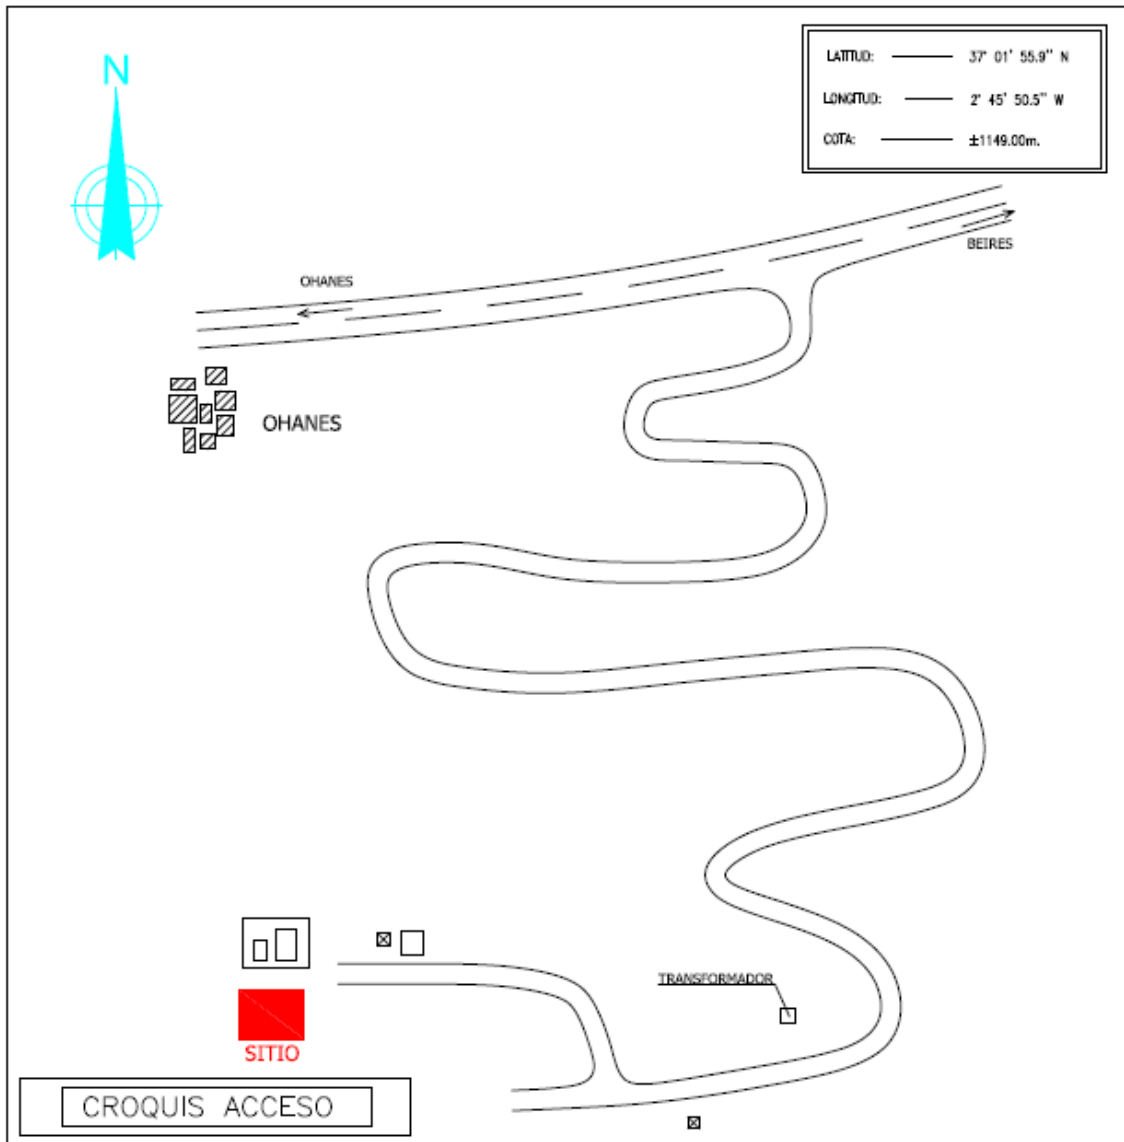 N
LATITUD: 37° 01' 55.9" N
LONGITUD: 2° 45' 50.5" W
COTA: ±1149.00m.
BEIRES
OHANES
OHANES
TRANSFORMADOR
SITIO
CROQUIS ACCESO